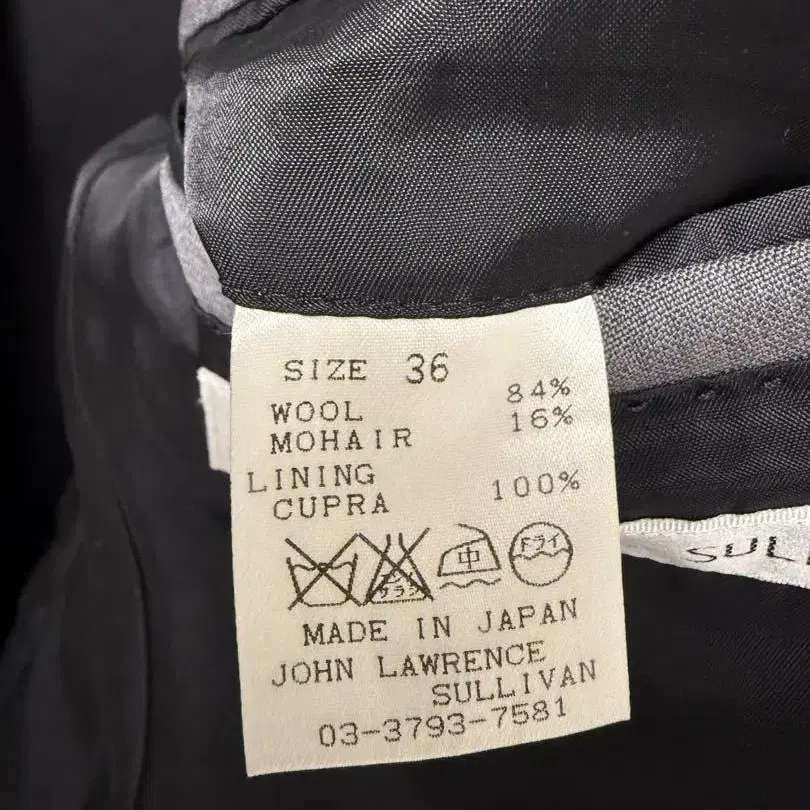 SIZE 36
WOOL 84%
MOHAIR 16%
LINING
CUPRA 100%
中 ドライ
MADE IN JAPAN
JOHN LAWRENCE
SULLIVAN
03-3793-7581